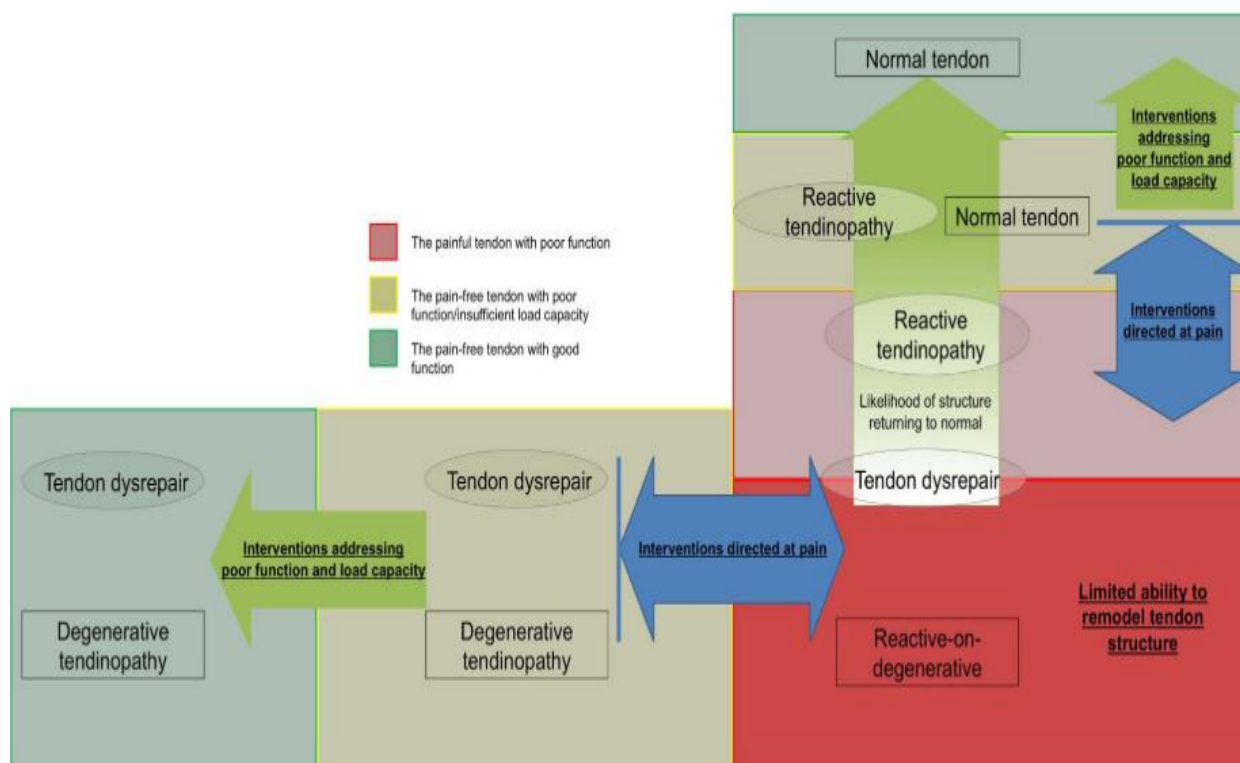 Normal tendon
Interventions
addressing
poor function and
load capacity
Reactive
tendinopathy
Normal tendon
The painful tendon with poor function
The pain-free tendon with poor
function/insufficient load capacity
The pain-free tendon with good
function
Reactive
tendinopathy
Interventions
directed at pain
Likelihood of structure
returning to normal
Tendon dysrepair
Tendon dysrepair
Tendon dysrepair
Interventions addressing
poor function and load capacity
Interventions directed at pain
Degenerative
tendinopathy
Degenerative
tendinopathy
Reactive-on-
degenerative
Limited ability to
remodel tendon
structure